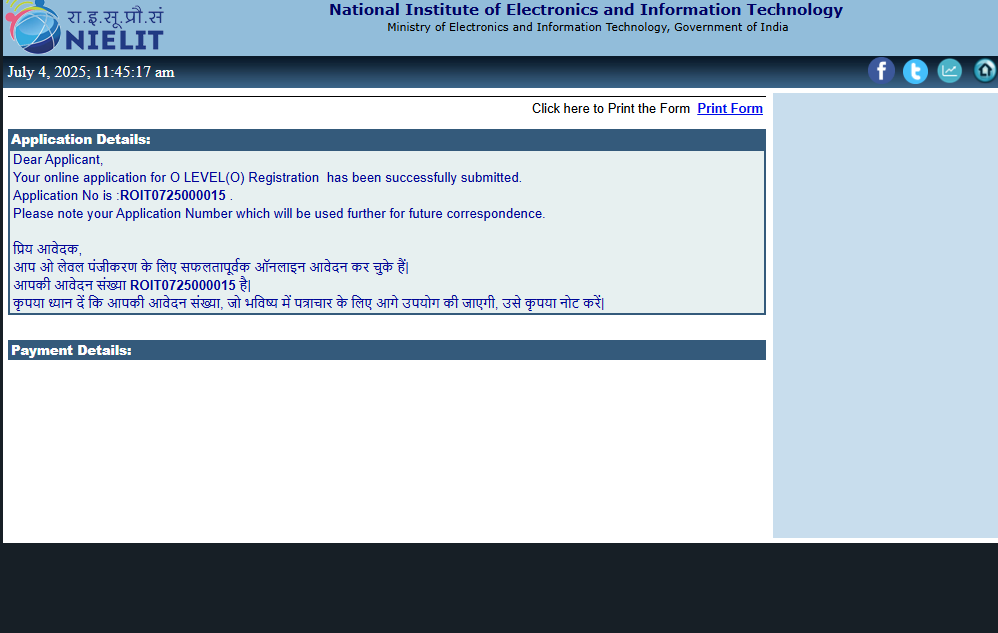 रा.इ.सू.प्रौ.सं
NIELIT
National Institute of Electronics and Information Technology
Ministry of Electronics and Information Technology, Government of India
July 4, 2025; 11:45:17 am
Click here to Print the Form Print Form
Application Details:
Dear Applicant,
Your online application for O LEVEL(O) Registration has been successfully submitted.
Application No is :ROIT0725000015 .
Please note your Application Number which will be used further for future correspondence.
प्रिय आवेदक,
आप ओ लेवल पंजीकरण के लिए सफलतापूर्वक ऑनलाइन आवेदन कर चुके हैं|
आपकी आवेदन संख्या ROIT0725000015 है|
कृपया ध्यान दें कि आपकी आवेदन संख्या, जो भविष्य में पत्राचार के लिए आगे उपयोग की जाएगी, उसे कृपया नोट करें|
Payment Details: